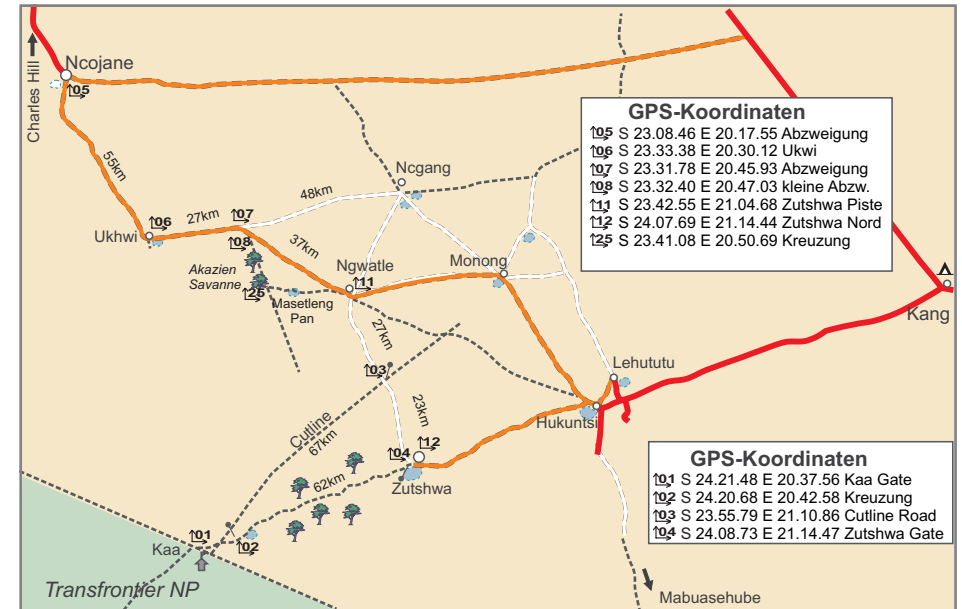 Charles Hill
Ncojane
05
55km
GPS-Koordinaten
05 S 23.08.46 E 20.17.55 Abzweigung
06 S 23.33.38 E 20.30.12 Ukwi
07 S 23.31.78 E 20.45.93 Abzweigung
08 S 23.32.40 E 20.47.03 kleine Abzw.
11 S 23.42.55 E 21.04.68 Zutshwa Piste
12 S 24.07.69 E 21.14.44 Zutshwa Nord
25 S 23.41.08 E 20.50.69 Kreuzung
Ncgang
48km
06
27km
07
Ukhwi
08
37km
Akazien
Savanne
25
Ngwatle
11
Monong
Masetleng
Pan
Kang
27km
03
Lehututu
Hukuntsi
23km
Cutline
67km
12
04
Zutshwa
62km
GPS-Koordinaten
01 S 24.21.48 E 20.37.56 Kaa Gate
02 S 24.20.68 E 20.42.58 Kreuzung
03 S 23.55.79 E 21.10.86 Cutline Road
04 S 24.08.73 E 21.14.47 Zutshwa Gate
01
Kaa
02
Transfrontier NP
Mabuasehube